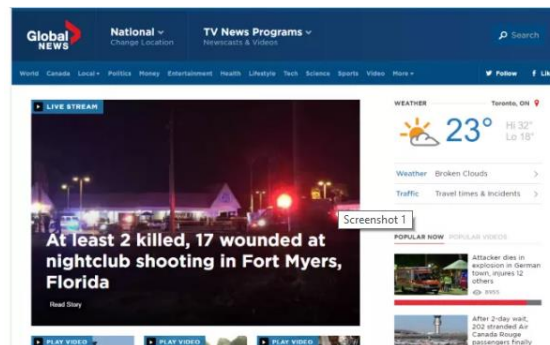 Global
NEWS
National
Change Location
TV News Programs
Newscasts & Videos
Search
World Canada Local Politics Money Entertainment Health Lifestyle Tech Science Sports Video More
Follow
Lik
LIVE STREAM
At least 2 killed, 17 wounded at
nightclub shooting in Fort Myers,
Florida
Read Story
PLAY VIDEO
PLAY VIDEO
PLAY VIDEO
Screenshot 1
WEATHER
Toronto, ON
23°
Hi 32°
Lo 18°
Weather Broken Clouds
Traffic Travel times & Incidents
POPULAR NOW POPULAR VIDEOS
Attacker dies in
explosion in German
town, injures 12
others
After 2-day wait,
202 stranded Air
Canada Rouge
passengers finally